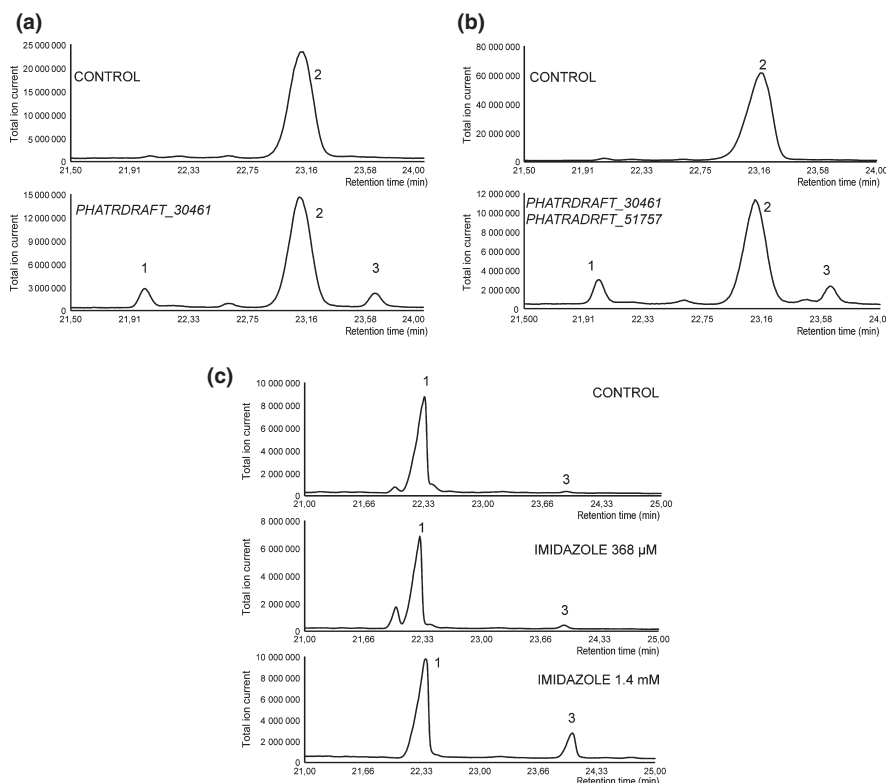 (a)
Total ion current
25 000 000
20 000 000
15 000 000
10 000 000
5 000 000
0
CONTROL
2
21,50 21,91 22,33 22,75 23,16 23,58 24,00
Retention time (min)
Total ion current
15 000 000
12 000 000
9 000 000
6 000 000
3 000 000
0
PHATRDRAFT_30461
1
2
3
21,50 21,91 22,33 22,75 23,16 23,58 24,00
Retention time (min)
(b)
Total ion current
80 000 000
60 000 000
40 000 000
20 000 000
0
CONTROL
2
21,50 21,91 22,33 22,75 23,16 23,58 24,00
Retention time (min)
Total ion current
12 000 000
10 000 000
8 000 000
6 000 000
4 000 000
2 000 000
0
PHATRDRAFT_30461
PHATRADRFT_51757
1
2
3
21,500 21,91 22,33 22,75 23,16 23,58 24,0
Retention time (min)
(c)
Total ion current
10 000 000
8 000 000
6 000 000
4 000 000
2 000 000
0
1
CONTROL
3
21,00 21,66 22,33 23,00 23,66 24,33 25,00
Retention time (min)
Total ion current
8 000 000
6 000 000
4 000 000
2 000 000
0
1
IMIDAZOLE 368 µM
3
21,00 21,66 22,33 23,00 23,66 24,33 25,00
Retention time (min)
Total ion current
10 000 000
8 000 000
6 000 000
4 000 000
2 000 000
0
1
IMIDAZOLE 1.4 mM
3
21,00 21,66 22,33 23,00 23,66 24,33 25,00
Retention time (min)